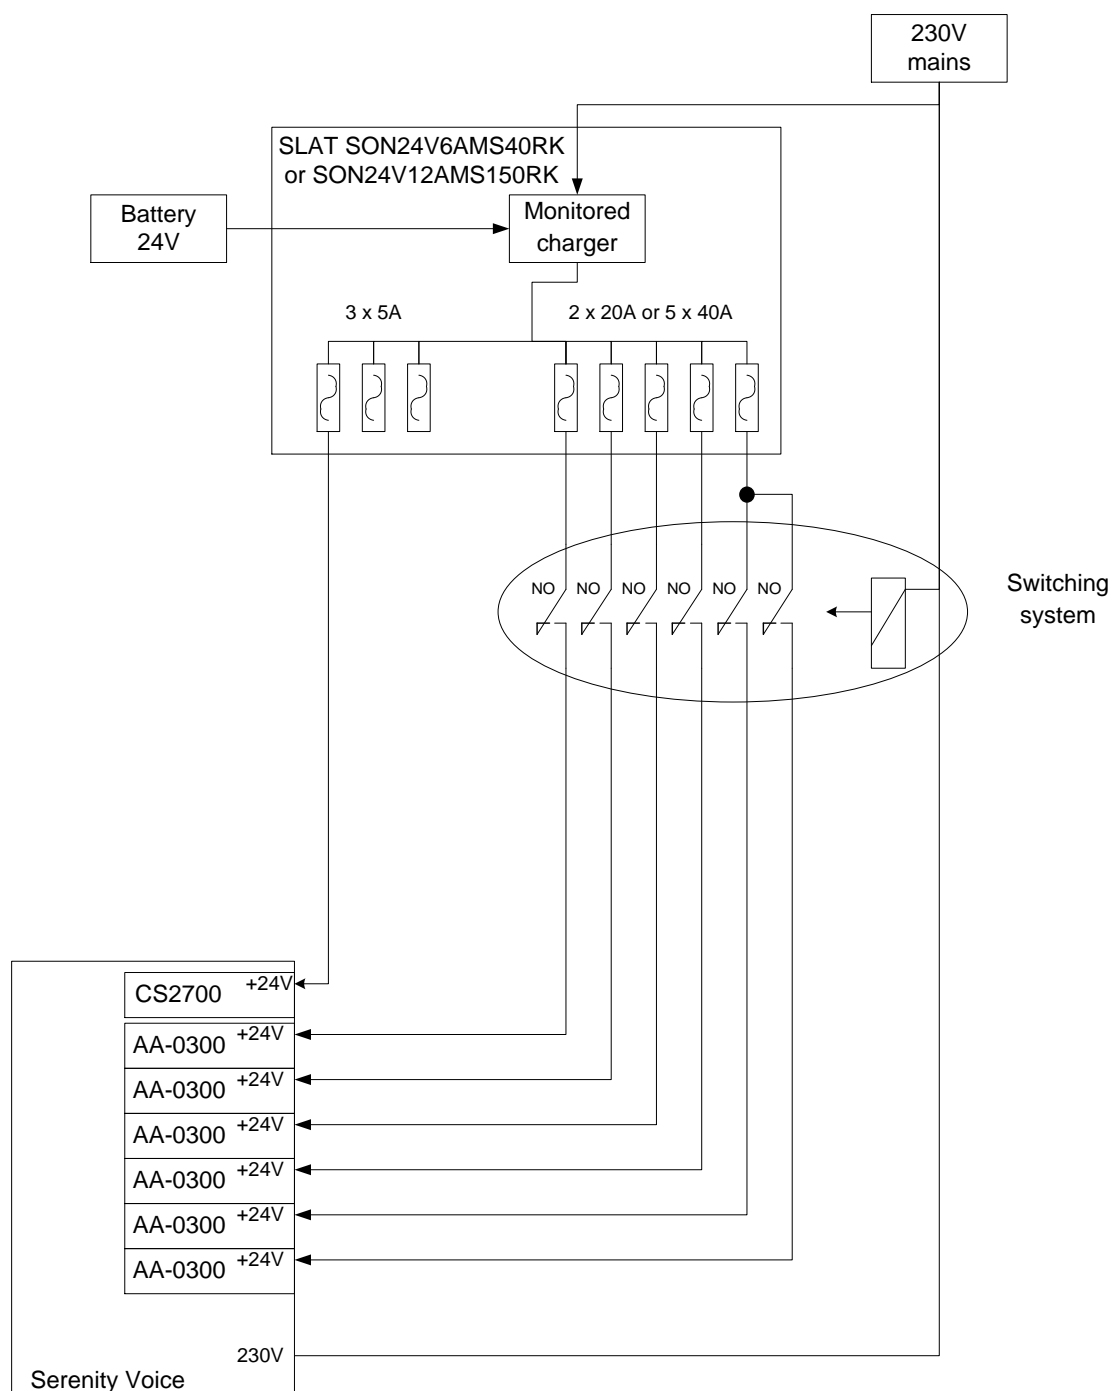 230V
mains
SLAT SON24V6AMS40RK
or SON24V12AMS150RK
Battery
24V
Monitored
charger
3 x 5A
2 x 20A or 5 x 40A
NO
NO
NO
NO
NO
NO
Switching
system
CS2700
+24V
AA-0300
+24V
AA-0300
+24V
AA-0300
+24V
AA-0300
+24V
AA-0300
+24V
AA-0300
+24V
230V
Serenity Voice